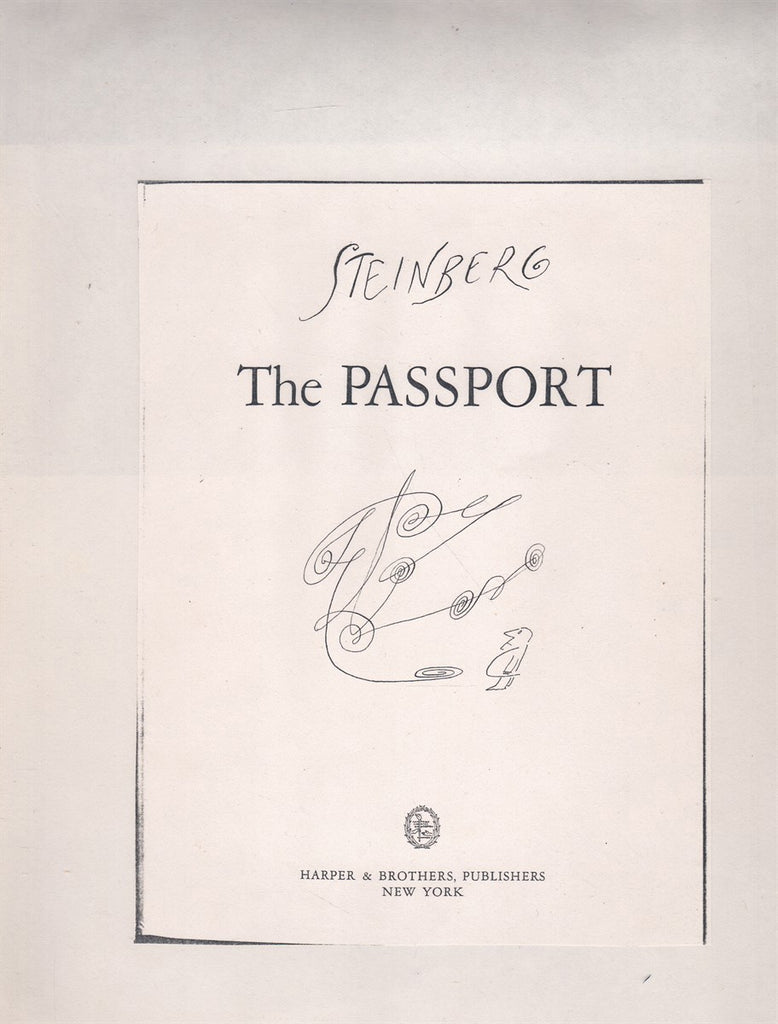 STEINBERG
The PASSPORT
HARPER & BROTHERS, PUBLISHERS
NEW YORK